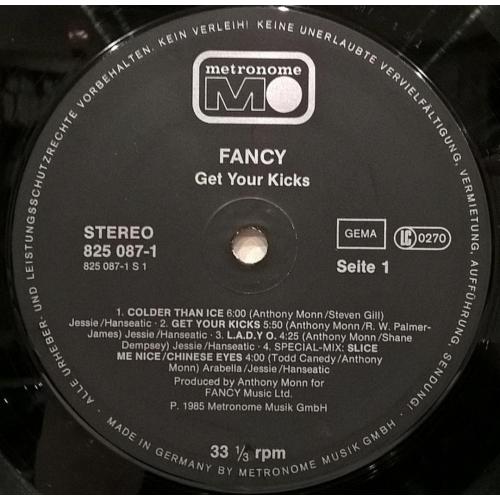 metronome
MO
FANCY
Get Your Kicks
STEREO
825 087-1
825 087-1 S 1
GEMA
LC 0270
Seite 1
1. COLDER THAN ICE 6:00 (Anthony Monn/Steven Gill)
Jessie/Hanseatic · 2. GET YOUR KICKS 5:50 (Anthony Monn/R. W. Palmer-
James) Jessie/Hanseatic · 3. L.A.D.Y O. 4:25 (Anthony Monn/Shane
Dempsey) Jessie/Hanseatic · 4. SPECIAL-MIX: SLICE
ME NICE/CHINESE EYES 4:00 (Todd Canedy/Anthony
Monn) Arabella/Jessie/Hanseatic
Produced by Anthony Monn for
FANCY Music Ltd.
P. 1985 Metronome Musik GmbH
33 1/3 rpm
· ALLE URHEBER- UND LEISTUNGSSCHUTZRECHTE VORBEHALTEN. KEIN VERLEIH! KEINE UNERLAUBTE VERVIELFÄLTIGUNG, VERMIETUNG, AUFFÜHRUNG, SENDUNG! ·
MADE IN GERMANY BY METRONOME MUSIK GMBH